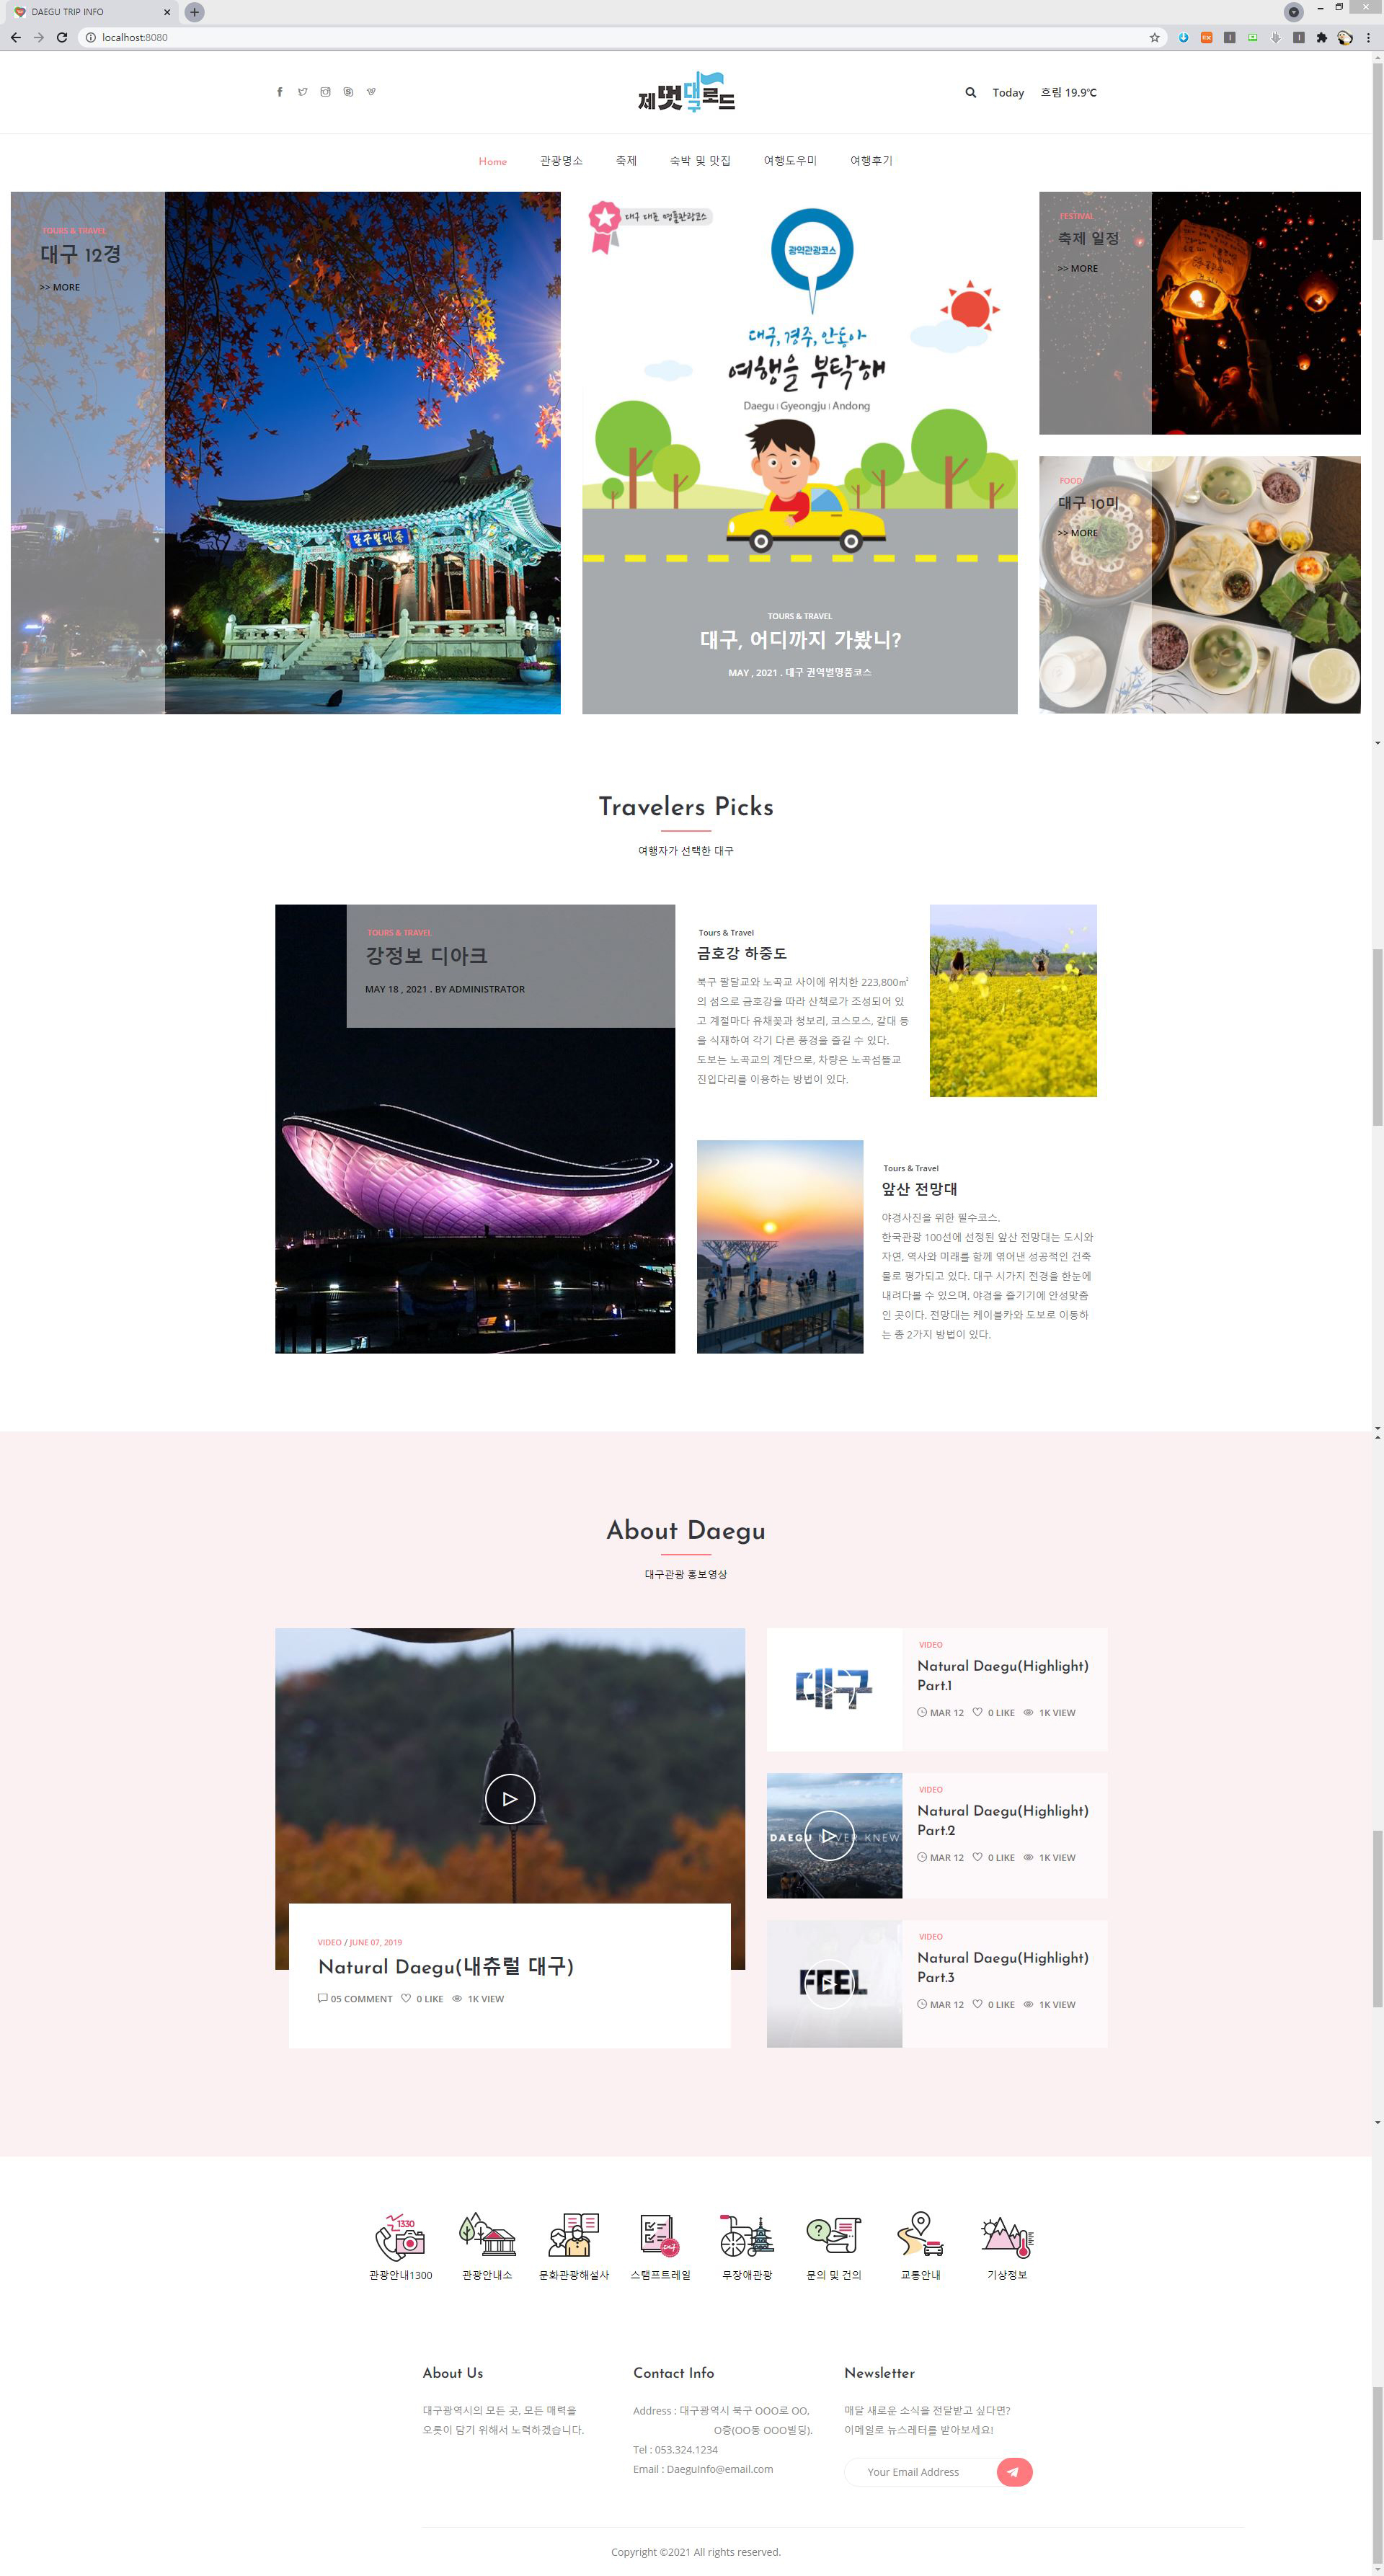 DAEGU TRIP INFO
localhost:8080
제멋대구로드
Today 흐림 19.9℃
Home 관광명소 축제 숙박 및 맛집 여행도우미 여행후기
TOURS & TRAVEL
대구 12경
>> MORE
달구벌대종
대구 대표 명품관광코스
광역관광코스
대구, 경주, 안동아
여행을 부탁해
Daegu | Gyeongju | Andong
TOURS & TRAVEL
대구, 어디까지 가봤니?
MAY , 2021 . 대구 권역별명품코스
FESTIVAL
축제 일정
>> MORE
FOOD
대구 10미
>> MORE
Travelers Picks
여행자가 선택한 대구
TOURS & TRAVEL
강정보 디아크
MAY 18 , 2021 . BY ADMINISTRATOR
Tours & Travel
금호강 하중도
북구 팔달교와 노곡교 사이에 위치한 223,800㎡
의 섬으로 금호강을 따라 산책로가 조성되어 있
고 계절마다 유채꽃과 청보리, 코스모스, 갈대 등
을 식재하여 각기 다른 풍경을 즐길 수 있다.
도보는 노곡교의 계단으로, 차량은 노곡섬뜰교
진입다리를 이용하는 방법이 있다.
Tours & Travel
앞산 전망대
야경사진을 위한 필수코스.
한국관광 100선에 선정된 앞산 전망대는 도시와
자연, 역사와 미래를 함께 엮어낸 성공적인 건축
물로 평가되고 있다. 대구 시가지 전경을 한눈에
내려다볼 수 있으며, 야경을 즐기기에 안성맞춤
인 곳이다. 전망대는 케이블카와 도보로 이동하
는 총 2가지 방법이 있다.
About Daegu
대구관광 홍보영상
VIDEO / JUNE 07, 2019
Natural Daegu(내츄럴 대구)
05 COMMENT 0 LIKE 1K VIEW
대구
VIDEO
Natural Daegu(Highlight)
Part.1
MAR 12 0 LIKE 1K VIEW
DAEGU NEVER KNEW
VIDEO
Natural Daegu(Highlight)
Part.2
MAR 12 0 LIKE 1K VIEW
FEEL
VIDEO
Natural Daegu(Highlight)
Part.3
MAR 12 0 LIKE 1K VIEW
1330
관광안내1300 관광안내소 문화관광해설사 스탬프트레일 무장애관광 문의 및 건의 교통안내 기상정보
About Us
대구광역시의 모든 곳, 모든 매력을
오롯이 담기 위해서 노력하겠습니다.
Contact Info
Address : 대구광역시 북구 OOO로 OO,
O층(OO동 OOO빌딩).
Tel : 053.324.1234
Email : DaeguInfo@email.com
Newsletter
매달 새로운 소식을 전달받고 싶다면?
이메일로 뉴스레터를 받아보세요!
Your Email Address
Copyright ©2021 All rights reserved.